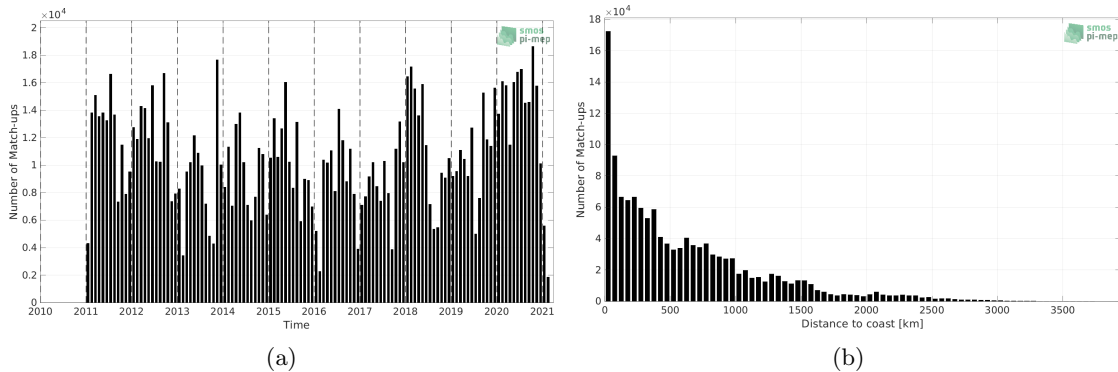 ×10⁴
2
1.8
1.6
1.4
1.2
1
0.8
0.6
0.4
0.2
0
Number of Match-ups
2010 2011 2012 2013 2014 2015 2016 2017 2018 2019 2020 2021
Time
smos
pi-mep
(a)
×10⁴
18
16
14
12
10
8
6
4
2
0
Number of Match-ups
0 500 1000 1500 2000 2500 3000 3500
Distance to coast [km]
smos
pi-mep
(b)